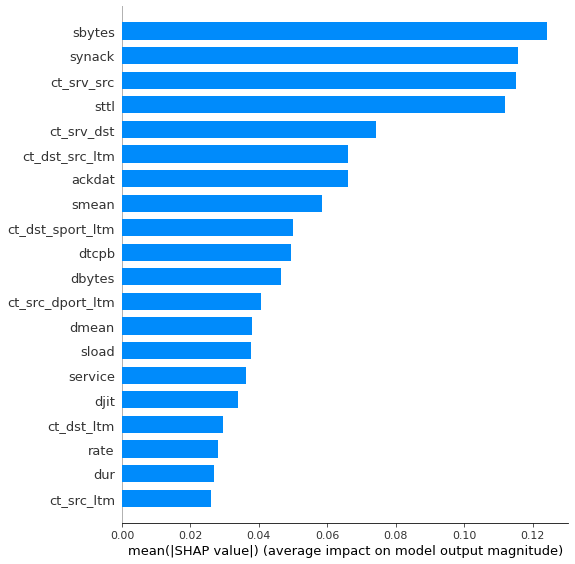 sbytes
synack
ct_srv_src
sttl
ct_srv_dst
ct_dst_src_ltm
ackdat
smean
ct_dst_sport_ltm
dtcpb
dbytes
ct_src_dport_ltm
dmean
sload
service
djit
ct_dst_ltm
rate
dur
ct_src_ltm
0.00 0.02 0.04 0.06 0.08 0.10 0.12
mean(|SHAP value|) (average impact on model output magnitude)